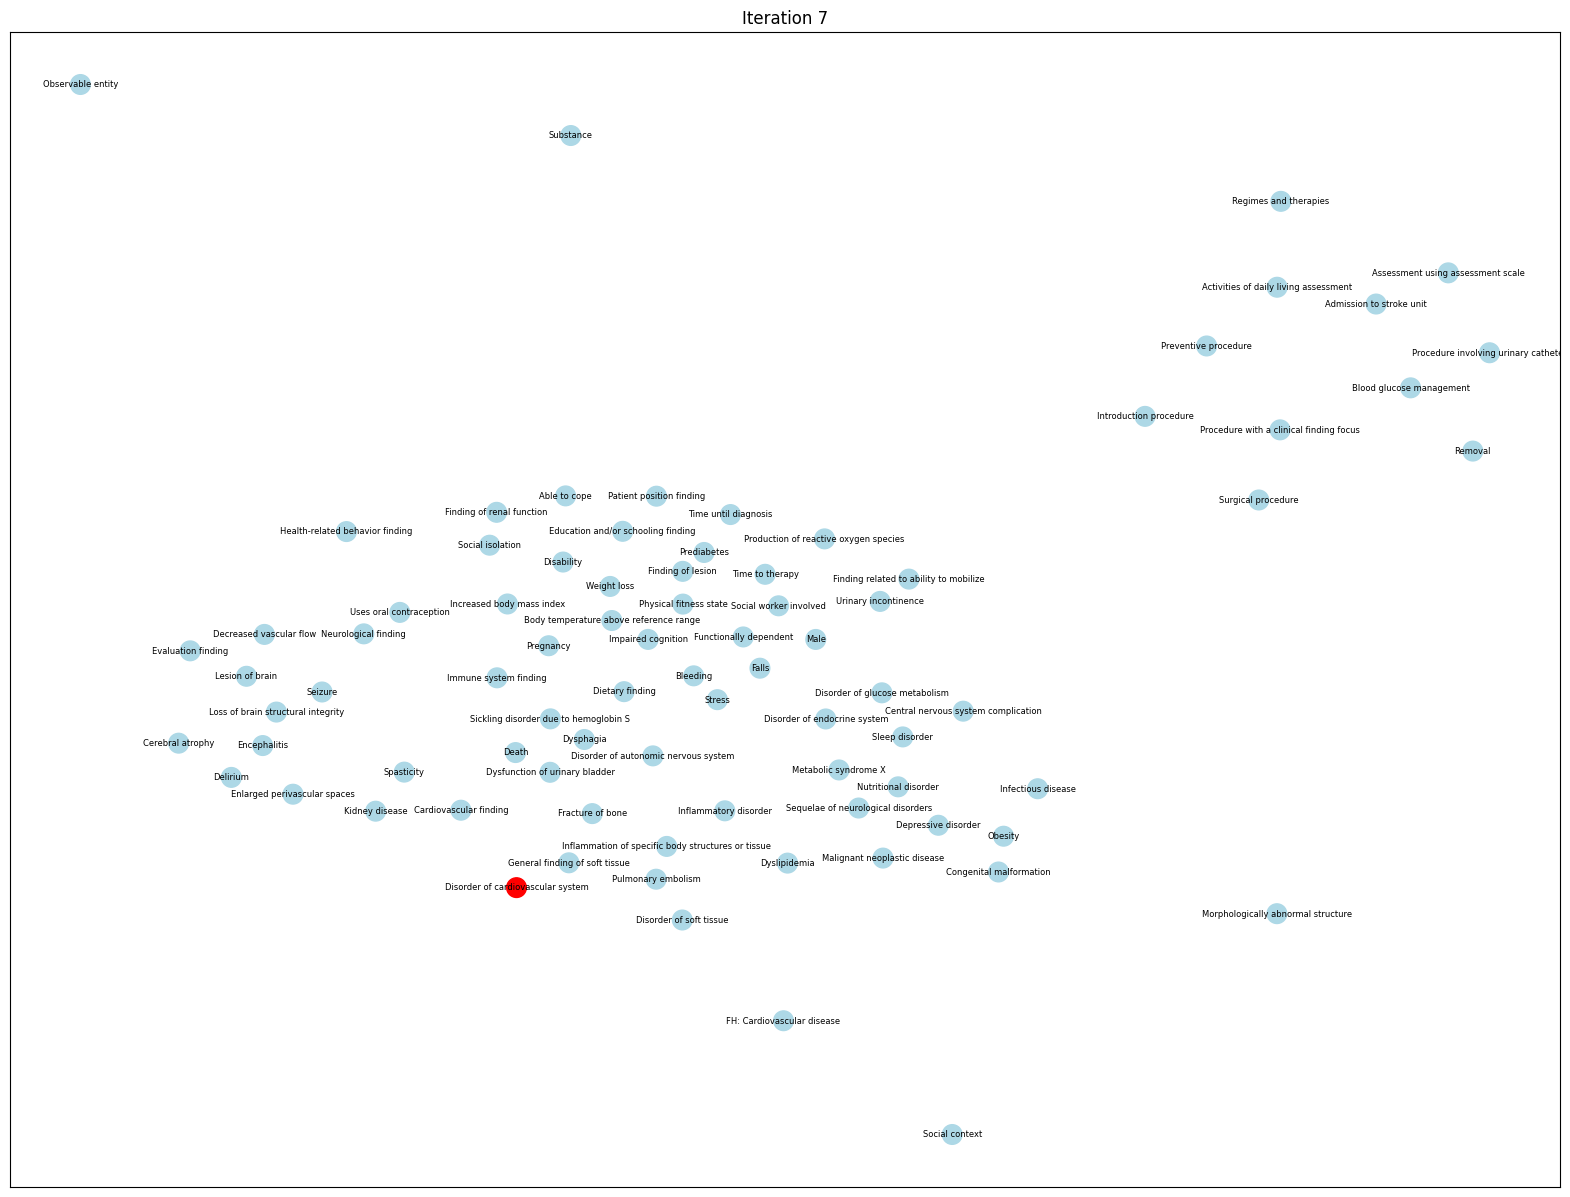 Iteration 7
Observable entity
Substance
Regimes and therapies
Assessment using assessment scale
Activities of daily living assessment
Admission to stroke unit
Preventive procedure
Procedure involving urinary cathete
Blood glucose management
Introduction procedure
Procedure with a clinical finding focus
Removal
Surgical procedure
Able to cope
Patient position finding
Finding of renal function
Time until diagnosis
Health-related behavior finding
Education and/or schooling finding
Production of reactive oxygen species
Social isolation
Prediabetes
Disability
Finding of lesion
Time to therapy
Finding related to ability to mobilize
Weight loss
Urinary incontinence
Increased body mass index
Physical fitness state
Social worker involved
Uses oral contraception
Body temperature above reference range
Decreased vascular flow
Neurological finding
Impaired cognition
Functionally dependent
Male
Pregnancy
Evaluation finding
Falls
Lesion of brain
Immune system finding
Bleeding
Seizure
Dietary finding
Disorder of glucose metabolism
Stress
Loss of brain structural integrity
Central nervous system complication
Sickling disorder due to hemoglobin S
Disorder of endocrine system
Sleep disorder
Dysphagia
Cerebral atrophy
Encephalitis
Death
Disorder of autonomic nervous system
Metabolic syndrome X
Spasticity
Dysfunction of urinary bladder
Delirium
Nutritional disorder
Infectious disease
Enlarged perivascular spaces
Sequelae of neurological disorders
Kidney disease
Cardiovascular finding
Inflammatory disorder
Fracture of bone
Depressive disorder
Obesity
Inflammation of specific body structures or tissue
Malignant neoplastic disease
General finding of soft tissue
Dyslipidemia
Congenital malformation
Pulmonary embolism
Disorder of cardiovascular system
Morphologically abnormal structure
Disorder of soft tissue
FH: Cardiovascular disease
Social context